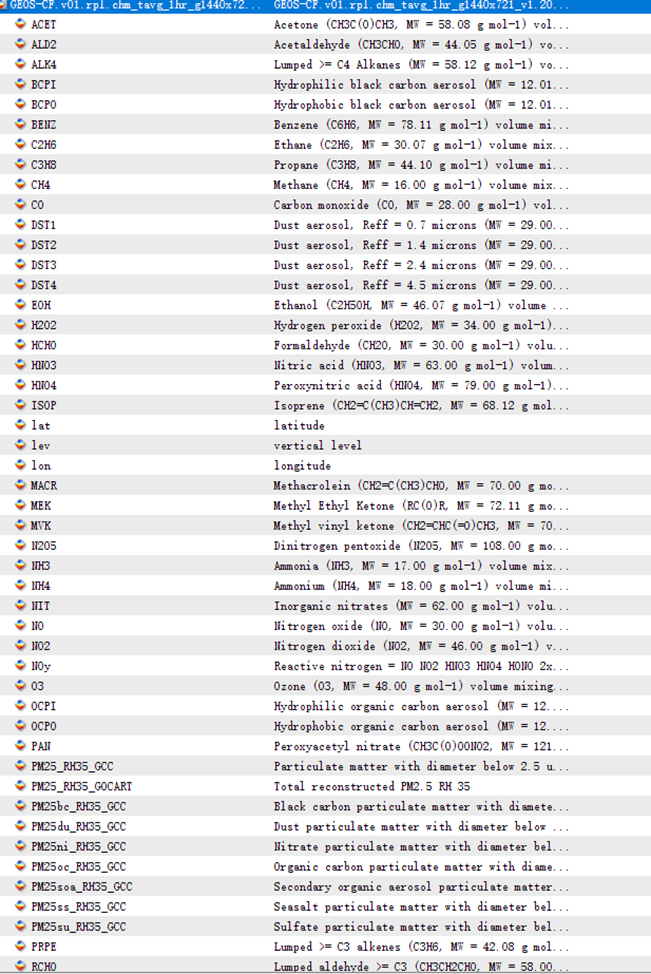 GEOS-CF.v01.rpl.chm_tavg_1hr_g1440x72... GEOS-CF.v01.rpl.chm_tavg_1hr_g1440x721_v1.20...
ACET Acetone (CH3C(O)CH3, MW = 58.08 g mol-1) vol...
ALD2 Acetaldehyde (CH3CHO, MW = 44.05 g mol-1) vo...
ALK4 Lumped >= C4 Alkanes (MW = 58.12 g mol-1) vo...
BCPI Hydrophilic black carbon aerosol (MW = 12.01...
BCPO Hydrophobic black carbon aerosol (MW = 12.01...
BENZ Benzene (C6H6, MW = 78.11 g mol-1) volume mi...
C2H6 Ethane (C2H6, MW = 30.07 g mol-1) volume mix...
C3H8 Propane (C3H8, MW = 44.10 g mol-1) volume mi...
CH4 Methane (CH4, MW = 16.00 g mol-1) volume mix...
CO Carbon monoxide (CO, MW = 28.00 g mol-1) vol...
DST1 Dust aerosol, Reff = 0.7 microns (MW = 29.00...
DST2 Dust aerosol, Reff = 1.4 microns (MW = 29.00...
DST3 Dust aerosol, Reff = 2.4 microns (MW = 29.00...
DST4 Dust aerosol, Reff = 4.5 microns (MW = 29.00...
EOH Ethanol (C2H5OH, MW = 46.07 g mol-1) volume ...
H2O2 Hydrogen peroxide (H2O2, MW = 34.00 g mol-1)...
HCHO Formaldehyde (CH2O, MW = 30.00 g mol-1) volu...
HNO3 Nitric acid (HNO3, MW = 63.00 g mol-1) volum...
HNO4 Peroxynitric acid (HNO4, MW = 79.00 g mol-1)...
ISOP Isoprene (CH2=C(CH3)CH=CH2, MW = 68.12 g mol...
lat latitude
lev vertical level
lon longitude
MACR Methacrolein (CH2=C(CH3)CHO, MW = 70.00 g mo...
MEK Methyl Ethyl Ketone (RC(O)R, MW = 72.11 g mo...
MVK Methyl vinyl ketone (CH2=CHC(=O)CH3, MW = 70...
N2O5 Dinitrogen pentoxide (N2O5, MW = 108.00 g mo...
NH3 Ammonia (NH3, MW = 17.00 g mol-1) volume mix...
NH4 Ammonium (NH4, MW = 18.00 g mol-1) volume mi...
NIT Inorganic nitrates (MW = 62.00 g mol-1) volu...
NO Nitrogen oxide (NO, MW = 30.00 g mol-1) volu...
NO2 Nitrogen dioxide (NO2, MW = 46.00 g mol-1) v...
NOy Reactive nitrogen = NO NO2 HNO3 HNO4 HONO 2x...
O3 Ozone (O3, MW = 48.00 g mol-1) volume mixing...
OCPI Hydrophilic organic carbon aerosol (MW = 12....
OCPO Hydrophobic organic carbon aerosol (MW = 12....
PAN Peroxyacetyl nitrate (CH3C(O)OONO2, MW = 121...
PM25_RH35_GCC Particulate matter with diameter below 2.5 u...
PM25_RH35_GOCART Total reconstructed PM2.5 RH 35
PM25bc_RH35_GCC Black carbon particulate matter with diamete...
PM25du_RH35_GCC Dust particulate matter with diameter below ...
PM25ni_RH35_GCC Nitrate particulate matter with diameter bel...
PM25oc_RH35_GCC Organic carbon particulate matter with diame...
PM25soa_RH35_GCC Secondary organic aerosol particulate matter...
PM25ss_RH35_GCC Seasalt particulate matter with diameter bel...
PM25su_RH35_GCC Sulfate particulate matter with diameter bel...
PRPE Lumped >= C3 alkenes (C3H6, MW = 42.08 g mol...
RCHO Lumped aldehyde >= C3 (CH3CH2CHO, MW = 58.00...